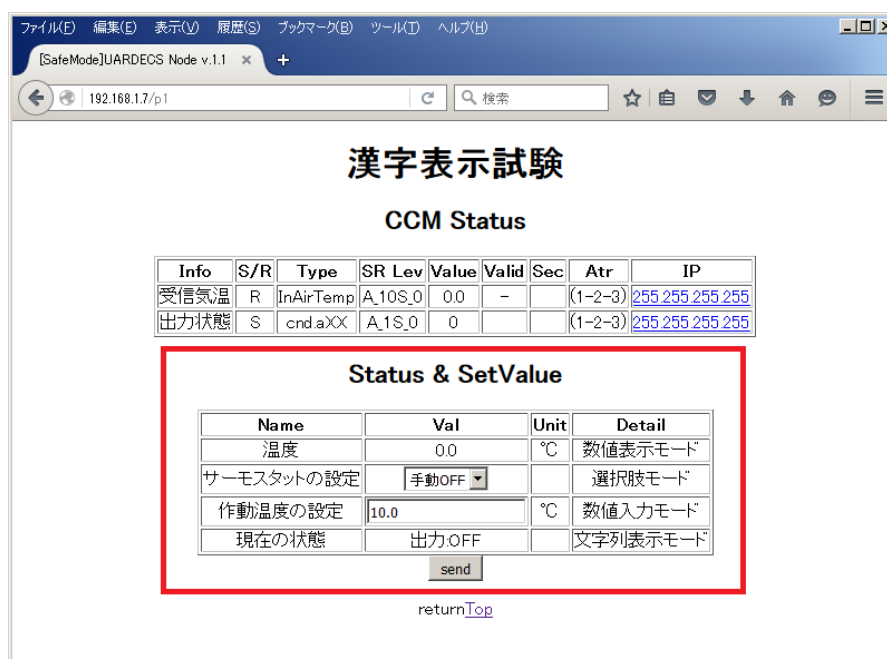 ファイル(F) 編集(E) 表示(V) 履歴(S) ブックマーク(B) ツール(T) ヘルプ(H)
[SafeMode]UARDECS Node v.1.1
192.168.1.7/p1 検索
漢字表示試験
CCM Status
Info S/R Type SR Lev Value Valid Sec Atr IP
受信気温 R InAirTemp A_10S_0 0.0 − (1-2-3) 255.255.255.255
出力状態 S cnd.aXX A_1S_0 0 (1-2-3) 255.255.255.255
Status & SetValue
Name Val Unit Detail
温度 0.0 ℃ 数値表示モード
サーモスタットの設定 手動OFF 選択肢モード
作動温度の設定 10.0 ℃ 数値入力モード
現在の状態 出力:OFF 文字列表示モード
send
returnTop